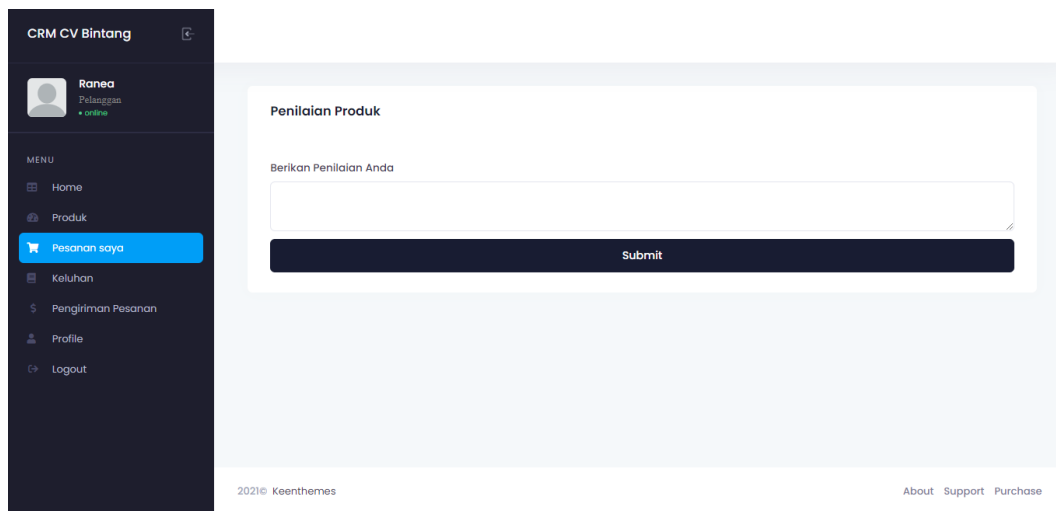 CRM CV Bintang
Ranea
Pelanggan
• online
MENU
Home
Produk
Pesanan saya
Keluhan
Pengiriman Pesanan
Profile
Logout
Penilaian Produk
Berikan Penilaian Anda
Submit
2021© Keenthemes
About Support Purchase